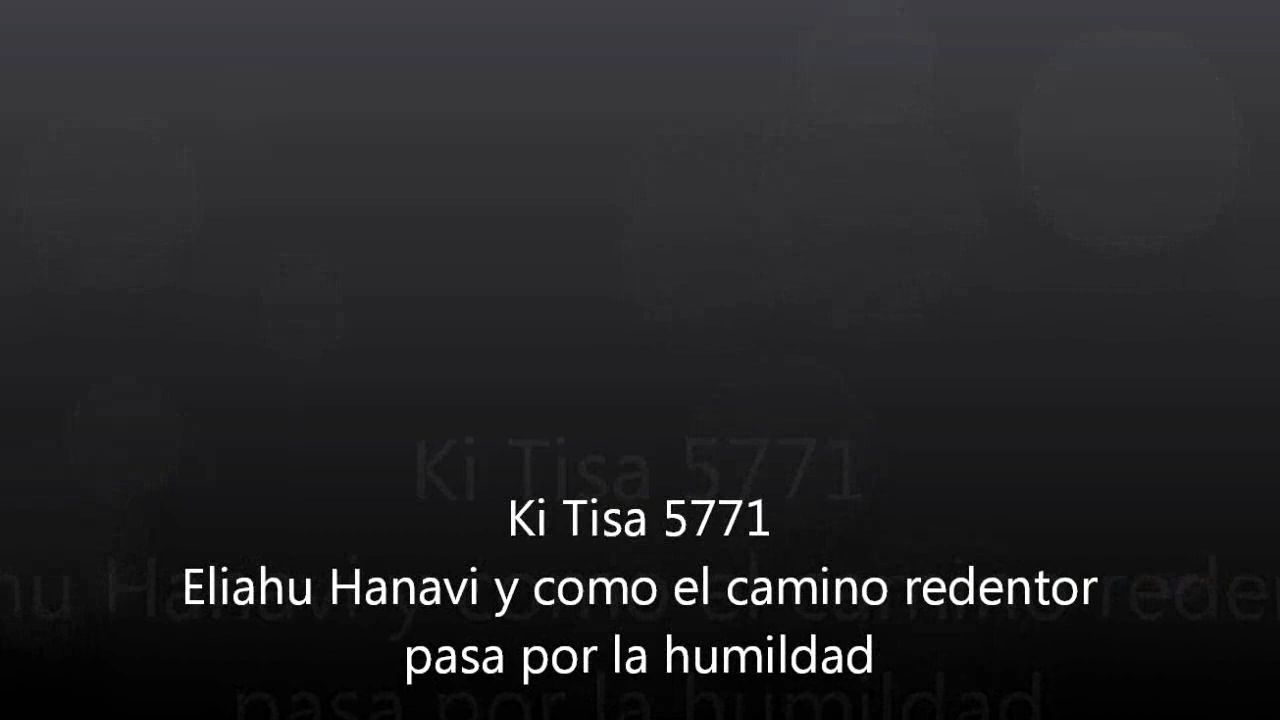 Ki Tisa 5771
Eliahu Hanavi y como el camino redentor
pasa por la humildad